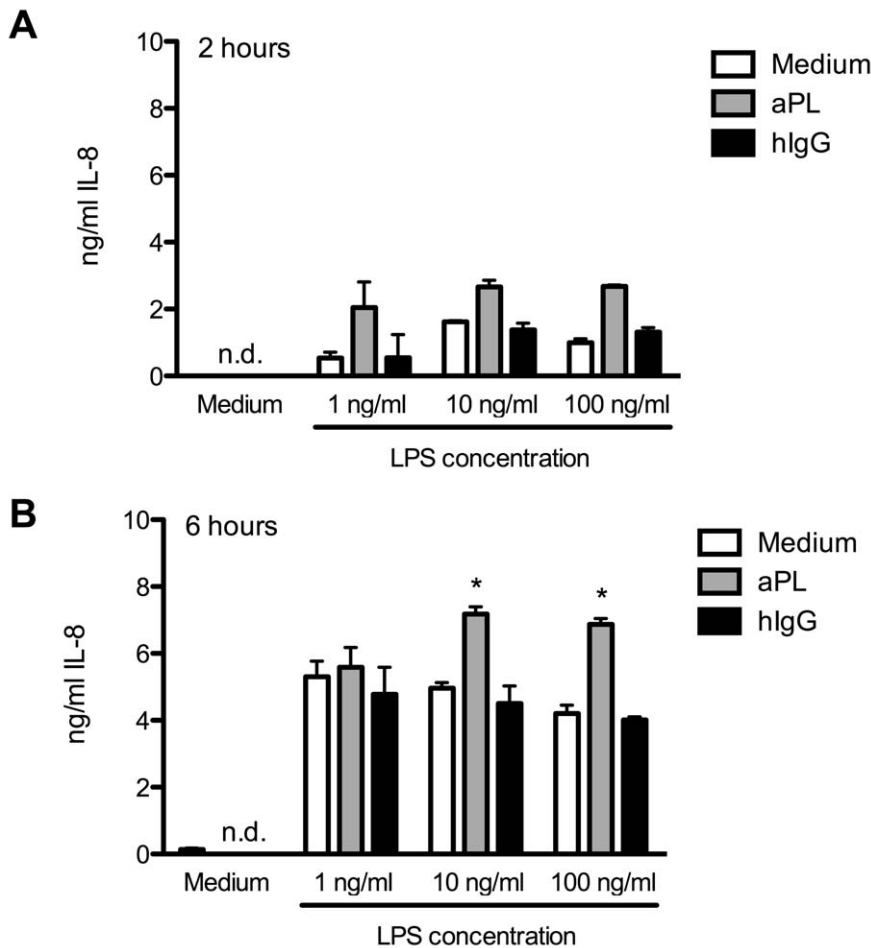 A
2 hours
10
8
6
4
2
0
ng/ml IL-8
n.d.
Medium
1 ng/ml
10 ng/ml
100 ng/ml
LPS concentration
Medium
aPL
hIgG
B
6 hours
10
8
6
4
2
0
ng/ml IL-8
*
*
n.d.
Medium
1 ng/ml
10 ng/ml
100 ng/ml
LPS concentration
Medium
aPL
hIgG